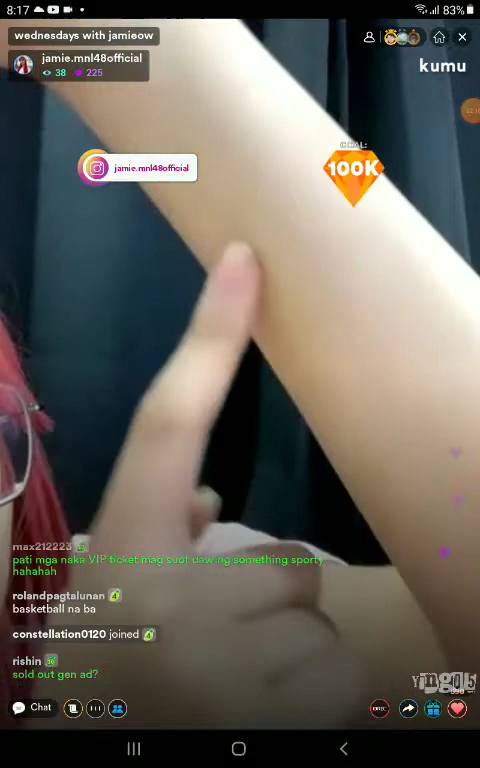 8:17
83%
wednesdays with jamieow
jamie.mnl48official
38 225
kumu
jamie.mnl48official
GOAL:
100K
max212223
pati mga naka VIP ticket mag suot daw ng something sporty
hahahah
rolandpagtalunan 4
basketball na ba
constellation0120 joined 4
rishin
sold out gen ad?
Chat